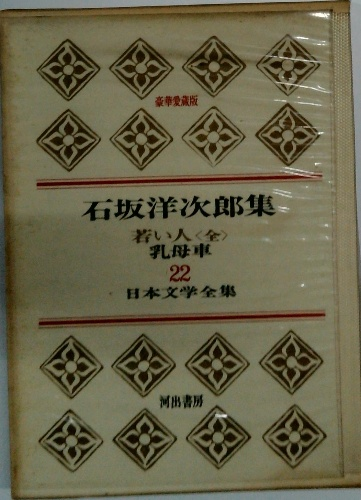 豪華愛蔵版
石坂洋次郎集
若い人〈全〉
乳母車
22
日本文学全集
河出書房